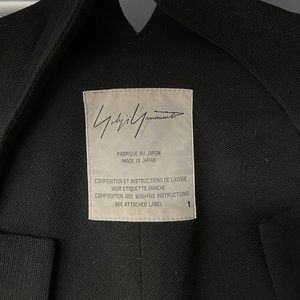 Yohji Yamamoto
FABRIQUE AU JAPON
MADE IN JAPAN
COMPOSITION ET INSTRUCTIONS DE LAVAGE
VOIR ETIQUETTE ANNEXE
COMPOSITION AND WASHING INSTRUCTIONS
SEE ATTACHED LABEL 1